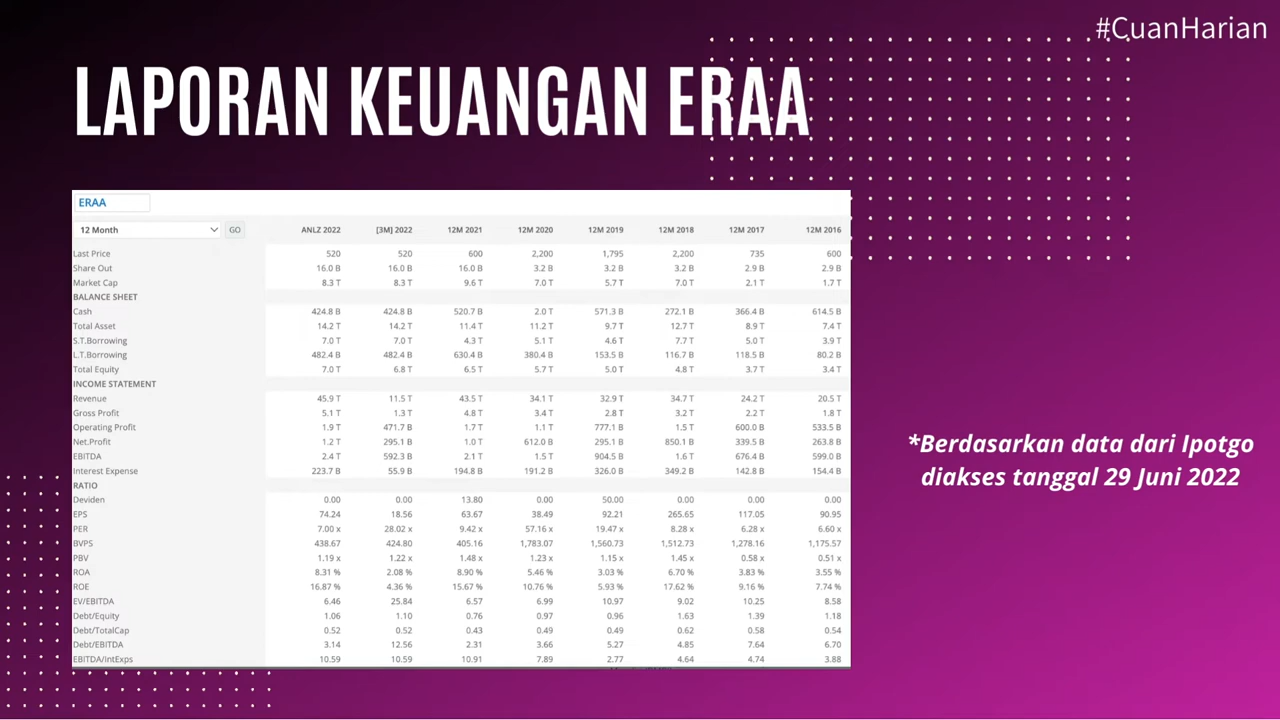 #CuanHarian
LAPORAN KEUANGAN ERAA
ERAA
12 Month GO ANLZ 2022 [3M] 2022 12M 2021 12M 2020 12M 2019 12M 2018 12M 2017 12M 2016
Last Price 520 520 600 2,200 1,795 2,200 735 600
Share Out 16.0 B 16.0 B 16.0 B 3.2 B 3.2 B 3.2 B 2.9 B 2.9 B
Market Cap 8.3 T 8.3 T 9.6 T 7.0 T 5.7 T 7.0 T 2.1 T 1.7 T
BALANCE SHEET
Cash 424.8 B 424.8 B 520.7 B 2.0 T 571.3 B 272.1 B 366.4 B 614.5 B
Total Asset 14.2 T 14.2 T 11.4 T 11.2 T 9.7 T 12.7 T 8.9 T 7.4 T
S.T.Borrowing 7.0 T 7.0 T 4.3 T 5.1 T 4.6 T 7.7 T 5.0 T 3.9 T
L.T.Borrowing 482.4 B 482.4 B 630.4 B 380.4 B 153.5 B 116.7 B 118.5 B 80.2 B
Total Equity 7.0 T 6.8 T 6.5 T 5.7 T 5.0 T 4.8 T 3.7 T 3.4 T
INCOME STATEMENT
Revenue 45.9 T 11.5 T 43.5 T 34.1 T 32.9 T 34.7 T 24.2 T 20.5 T
Gross Profit 5.1 T 1.3 T 4.8 T 3.4 T 2.8 T 3.2 T 2.2 T 1.8 T
Operating Profit 1.9 T 471.7 B 1.7 T 1.1 T 777.1 B 1.5 T 600.0 B 533.5 B
Net.Profit 1.2 T 295.1 B 1.0 T 612.0 B 295.1 B 850.1 B 339.5 B 263.8 B
EBITDA 2.4 T 592.3 B 2.1 T 1.5 T 904.5 B 1.6 T 676.4 B 599.0 B
Interest Expense 223.7 B 55.9 B 194.8 B 191.2 B 326.0 B 349.2 B 142.8 B 154.4 B
RATIO
Deviden 0.00 0.00 13.80 0.00 50.00 0.00 0.00 0.00
EPS 74.24 18.56 63.67 38.49 92.21 265.65 117.05 90.95
PER 7.00 x 28.02 x 9.42 x 57.16 x 19.47 x 8.28 x 6.28 x 6.60 x
BVPS 438.67 424.80 405.16 1,783.07 1,560.73 1,512.73 1,278.16 1,175.57
PBV 1.19 x 1.22 x 1.48 x 1.23 x 1.15 x 1.45 x 0.58 x 0.51 x
ROA 8.31 % 2.08 % 8.90 % 5.46 % 3.03 % 6.70 % 3.83 % 3.55 %
ROE 16.87 % 4.36 % 15.67 % 10.76 % 5.93 % 17.62 % 9.16 % 7.74 %
EV/EBITDA 6.46 25.84 6.57 6.99 10.97 9.02 10.25 8.58
Debt/Equity 1.06 1.10 0.76 0.97 0.96 1.63 1.39 1.18
Debt/TotalCap 0.52 0.52 0.43 0.49 0.49 0.62 0.58 0.54
Debt/EBITDA 3.14 12.56 2.31 3.66 5.27 4.85 7.64 6.70
EBITDA/IntExps 10.59 10.59 10.91 7.89 2.77 4.64 4.74 3.88
*Berdasarkan data dari Ipotgo
diakses tanggal 29 Juni 2022